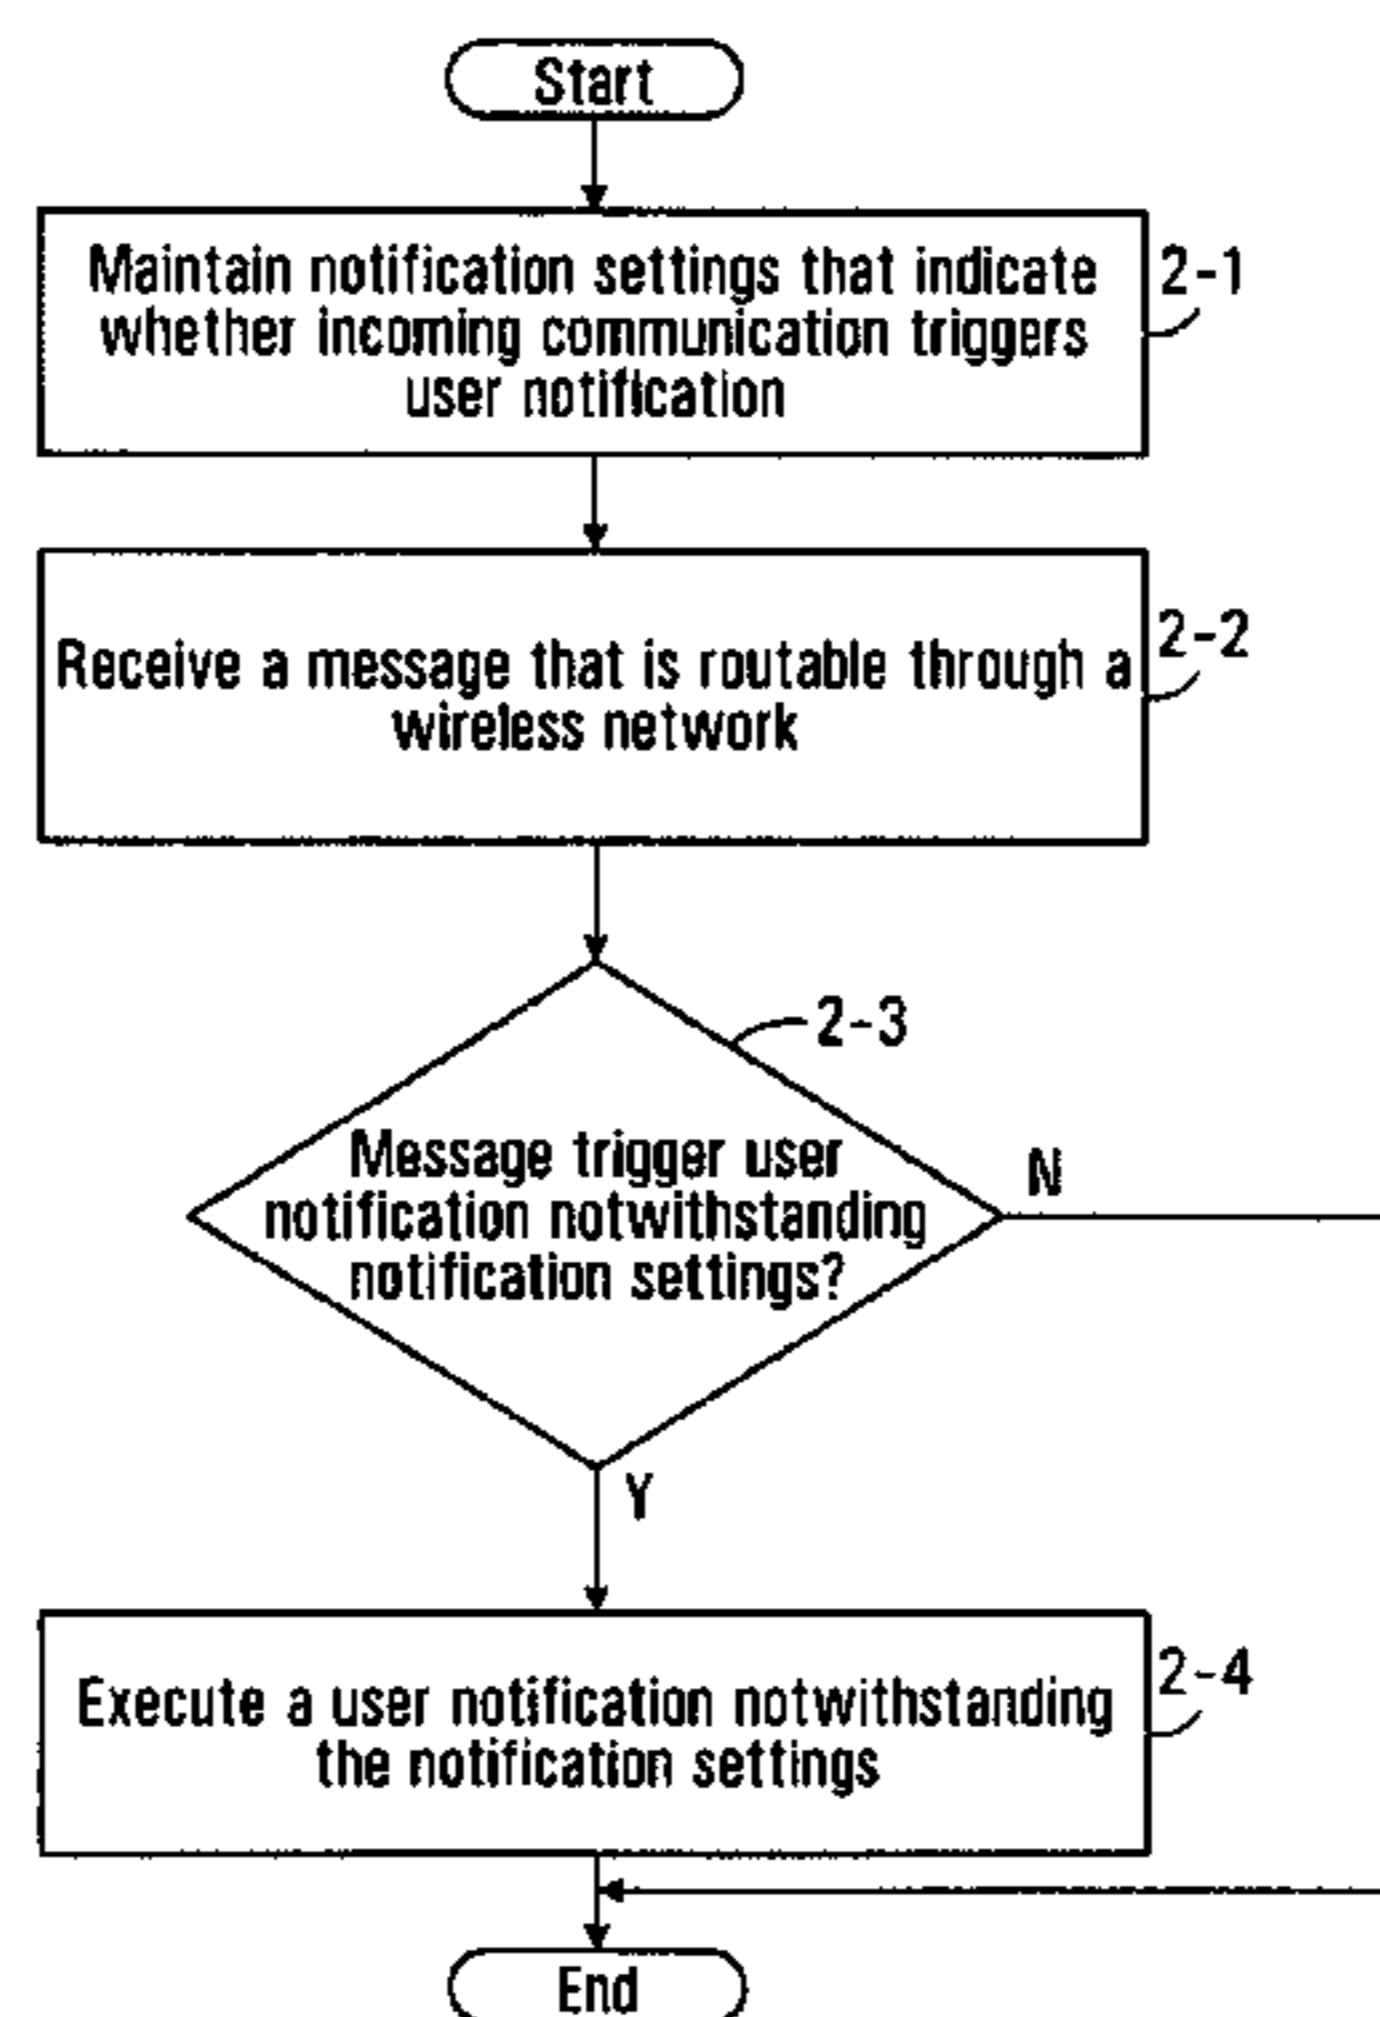 Start
Maintain notification settings that indicate
whether incoming communication triggers
user notification
2-1
Receive a message that is routable through a
wireless network
2-2
2-3
Message trigger user
notification notwithstanding
notification settings?
N
Y
Execute a user notification notwithstanding
the notification settings
2-4
End